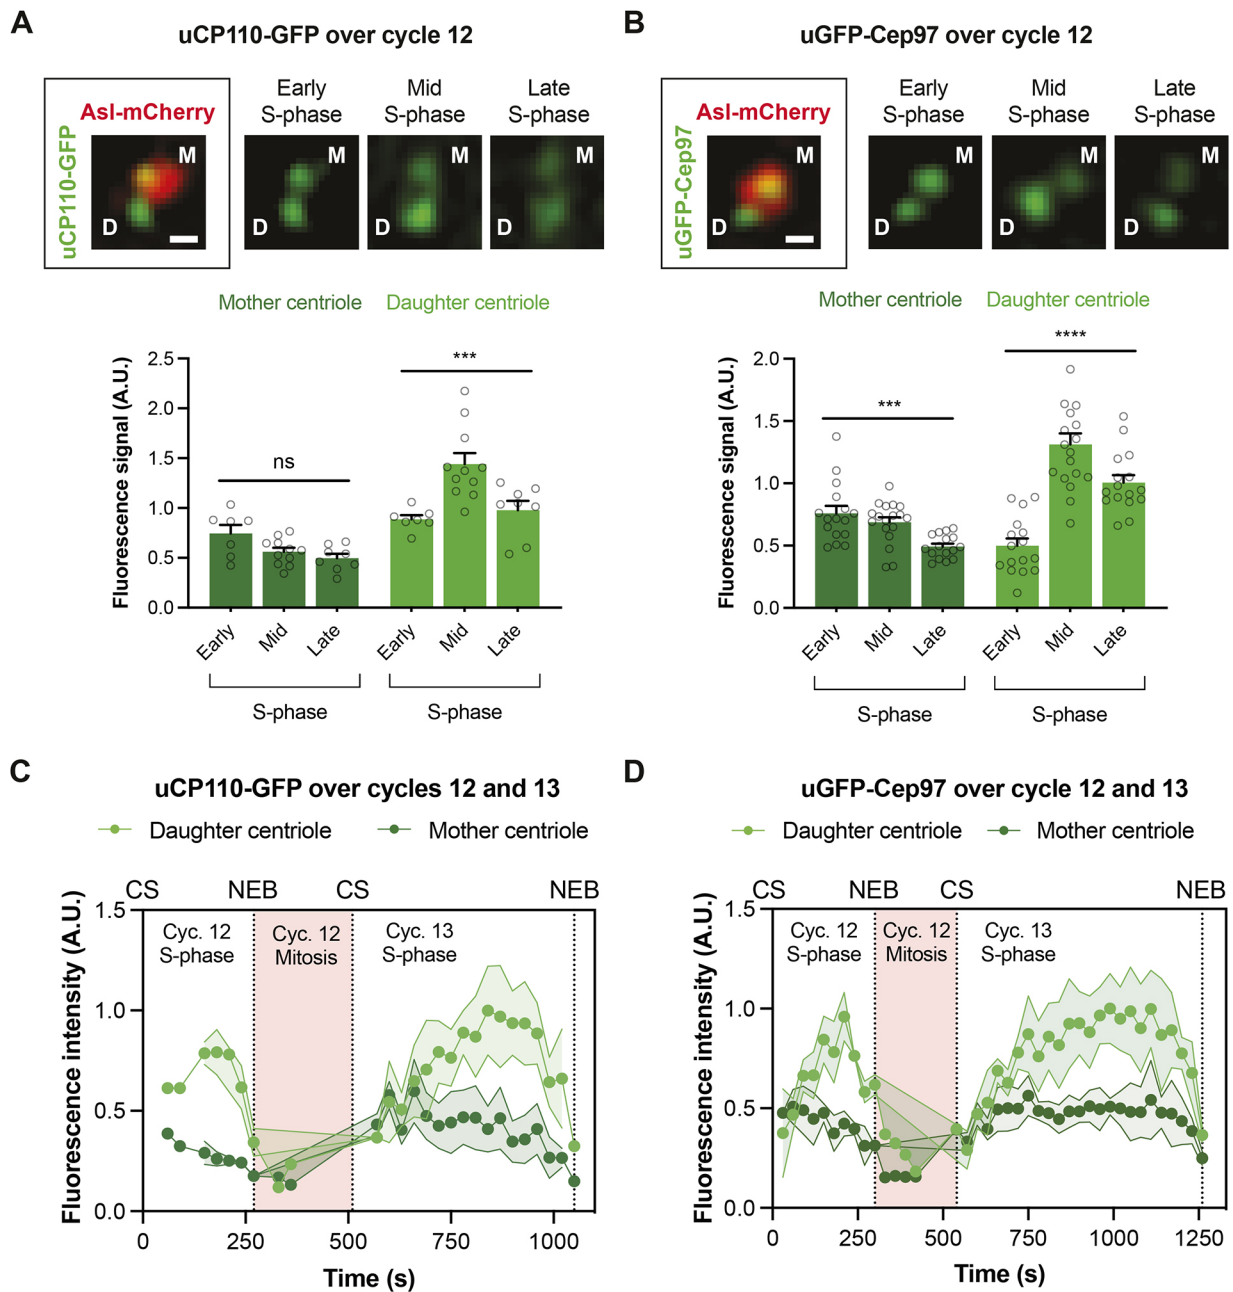 A
uCP110-GFP over cycle 12
Asl-mCherry
uCP110-GFP
M
D
Early
S-phase
M
D
Mid
S-phase
M
D
Late
S-phase
M
D
Mother centriole
Daughter centriole
Fluorescence signal (A.U.)
2.5
2.0
1.5
1.0
0.5
0.0
ns
***
Early
Mid
Late
Early
Mid
Late
S-phase
S-phase
B
uGFP-Cep97 over cycle 12
Asl-mCherry
uGFP-Cep97
M
D
Early
S-phase
M
D
Mid
S-phase
M
D
Late
S-phase
M
D
Mother centriole
Daughter centriole
Fluorescence signal (A.U.)
2.0
1.5
1.0
0.5
0.0
***
****
Early
Mid
Late
Early
Mid
Late
S-phase
S-phase
C
uCP110-GFP over cycles 12 and 13
Daughter centriole
Mother centriole
CS
NEB
CS
NEB
Fluorescence intensity (A.U.)
1.5
1.0
0.5
0.0
Cyc. 12
S-phase
Cyc. 12
Mitosis
Cyc. 13
S-phase
0
250
500
750
1000
Time (s)
D
uGFP-Cep97 over cycle 12 and 13
Daughter centriole
Mother centriole
CS
NEB
CS
NEB
Fluorescence intensity (A.U.)
1.5
1.0
0.5
0.0
Cyc. 12
S-phase
Cyc. 12
Mitosis
Cyc. 13
S-phase
0
250
500
750
1000
1250
Time (s)